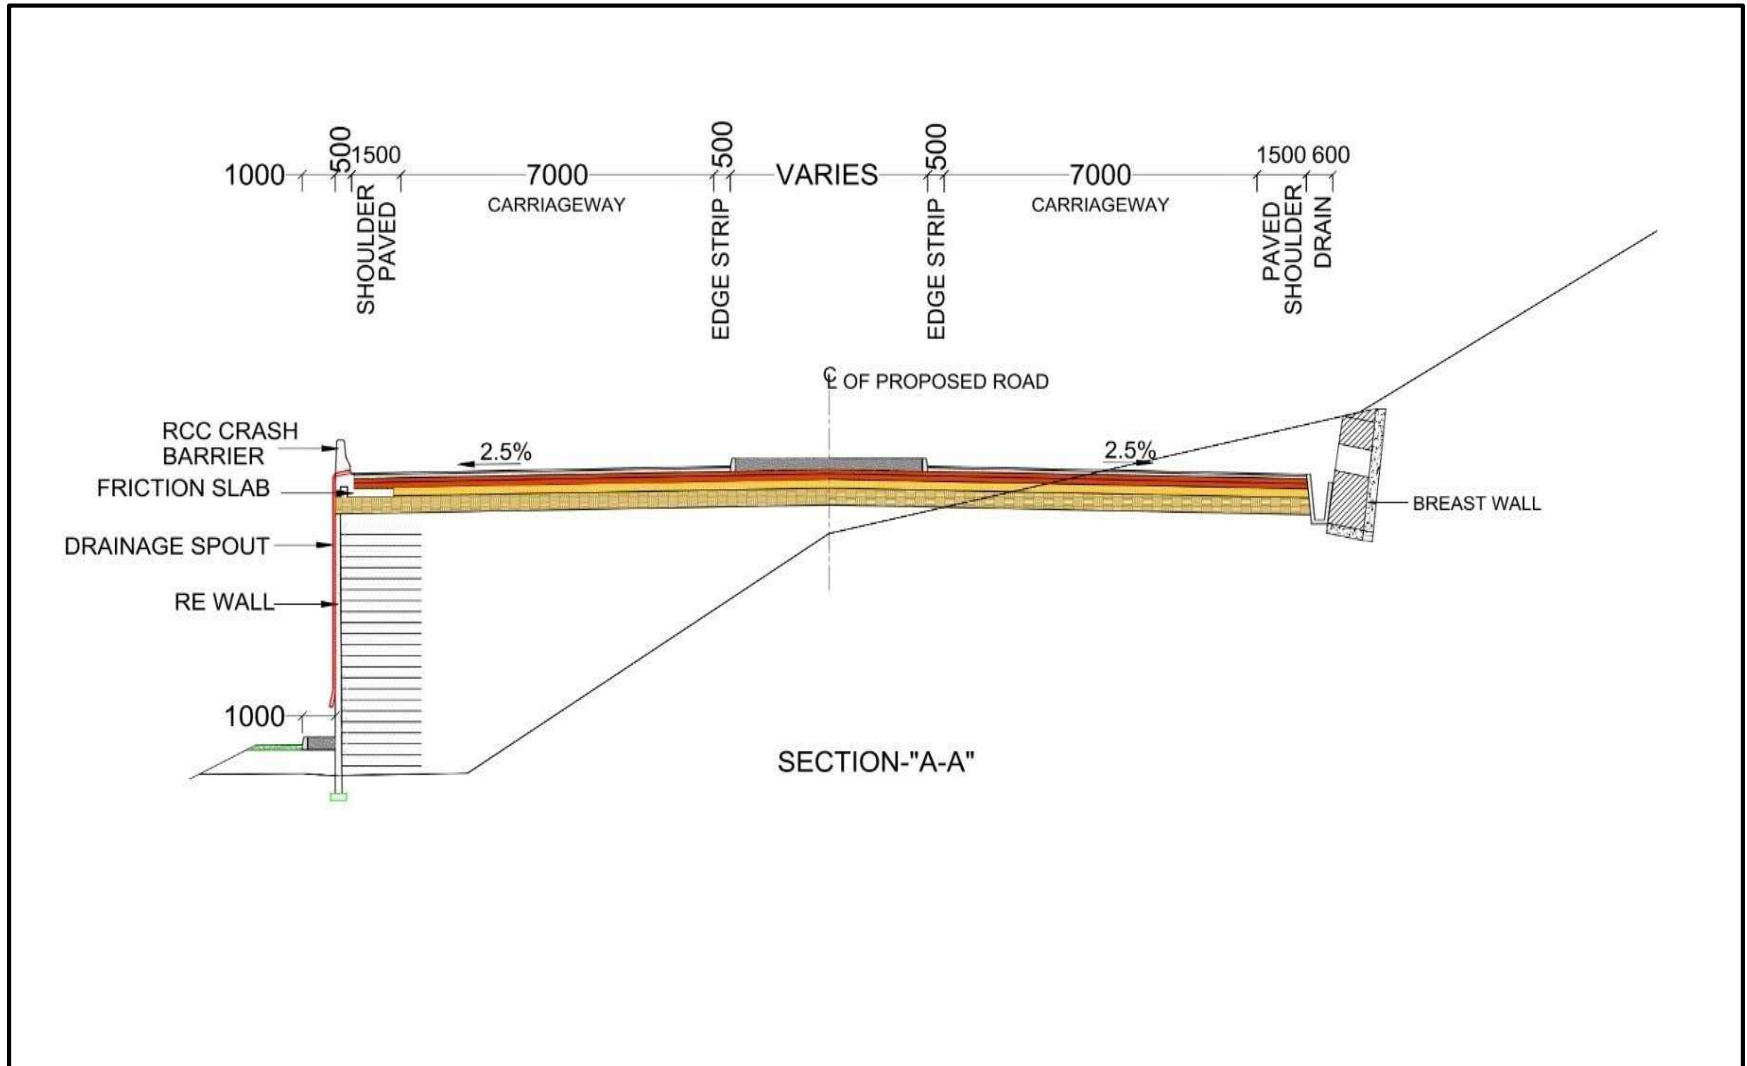 1000
500
1500
7000
500
VARIES
500
7000
1500
600
SHOULDER
PAVED
CARRIAGEWAY
EDGE STRIP
EDGE STRIP
CARRIAGEWAY
PAVED
SHOULDER
DRAIN
℄ OF PROPOSED ROAD
RCC CRASH
BARRIER
2.5%
2.5%
FRICTION SLAB
BREAST WALL
DRAINAGE SPOUT
RE WALL
1000
SECTION-"A-A"